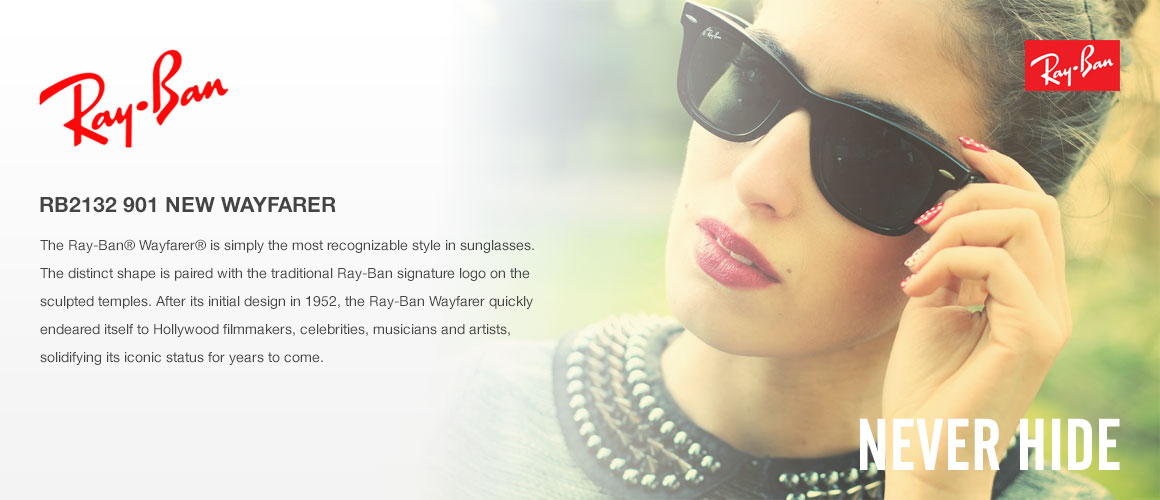 Ray-Ban
RB2132 901 NEW WAYFARER
The Ray-Ban® Wayfarer® is simply the most recognizable style in sunglasses.
The distinct shape is paired with the traditional Ray-Ban signature logo on the
sculpted temples. After its initial design in 1952, the Ray-Ban Wayfarer quickly
endeared itself to Hollywood filmmakers, celebrities, musicians and artists,
solidifying its iconic status for years to come.
Ray-Ban
Ray-Ban
NEVER HIDE